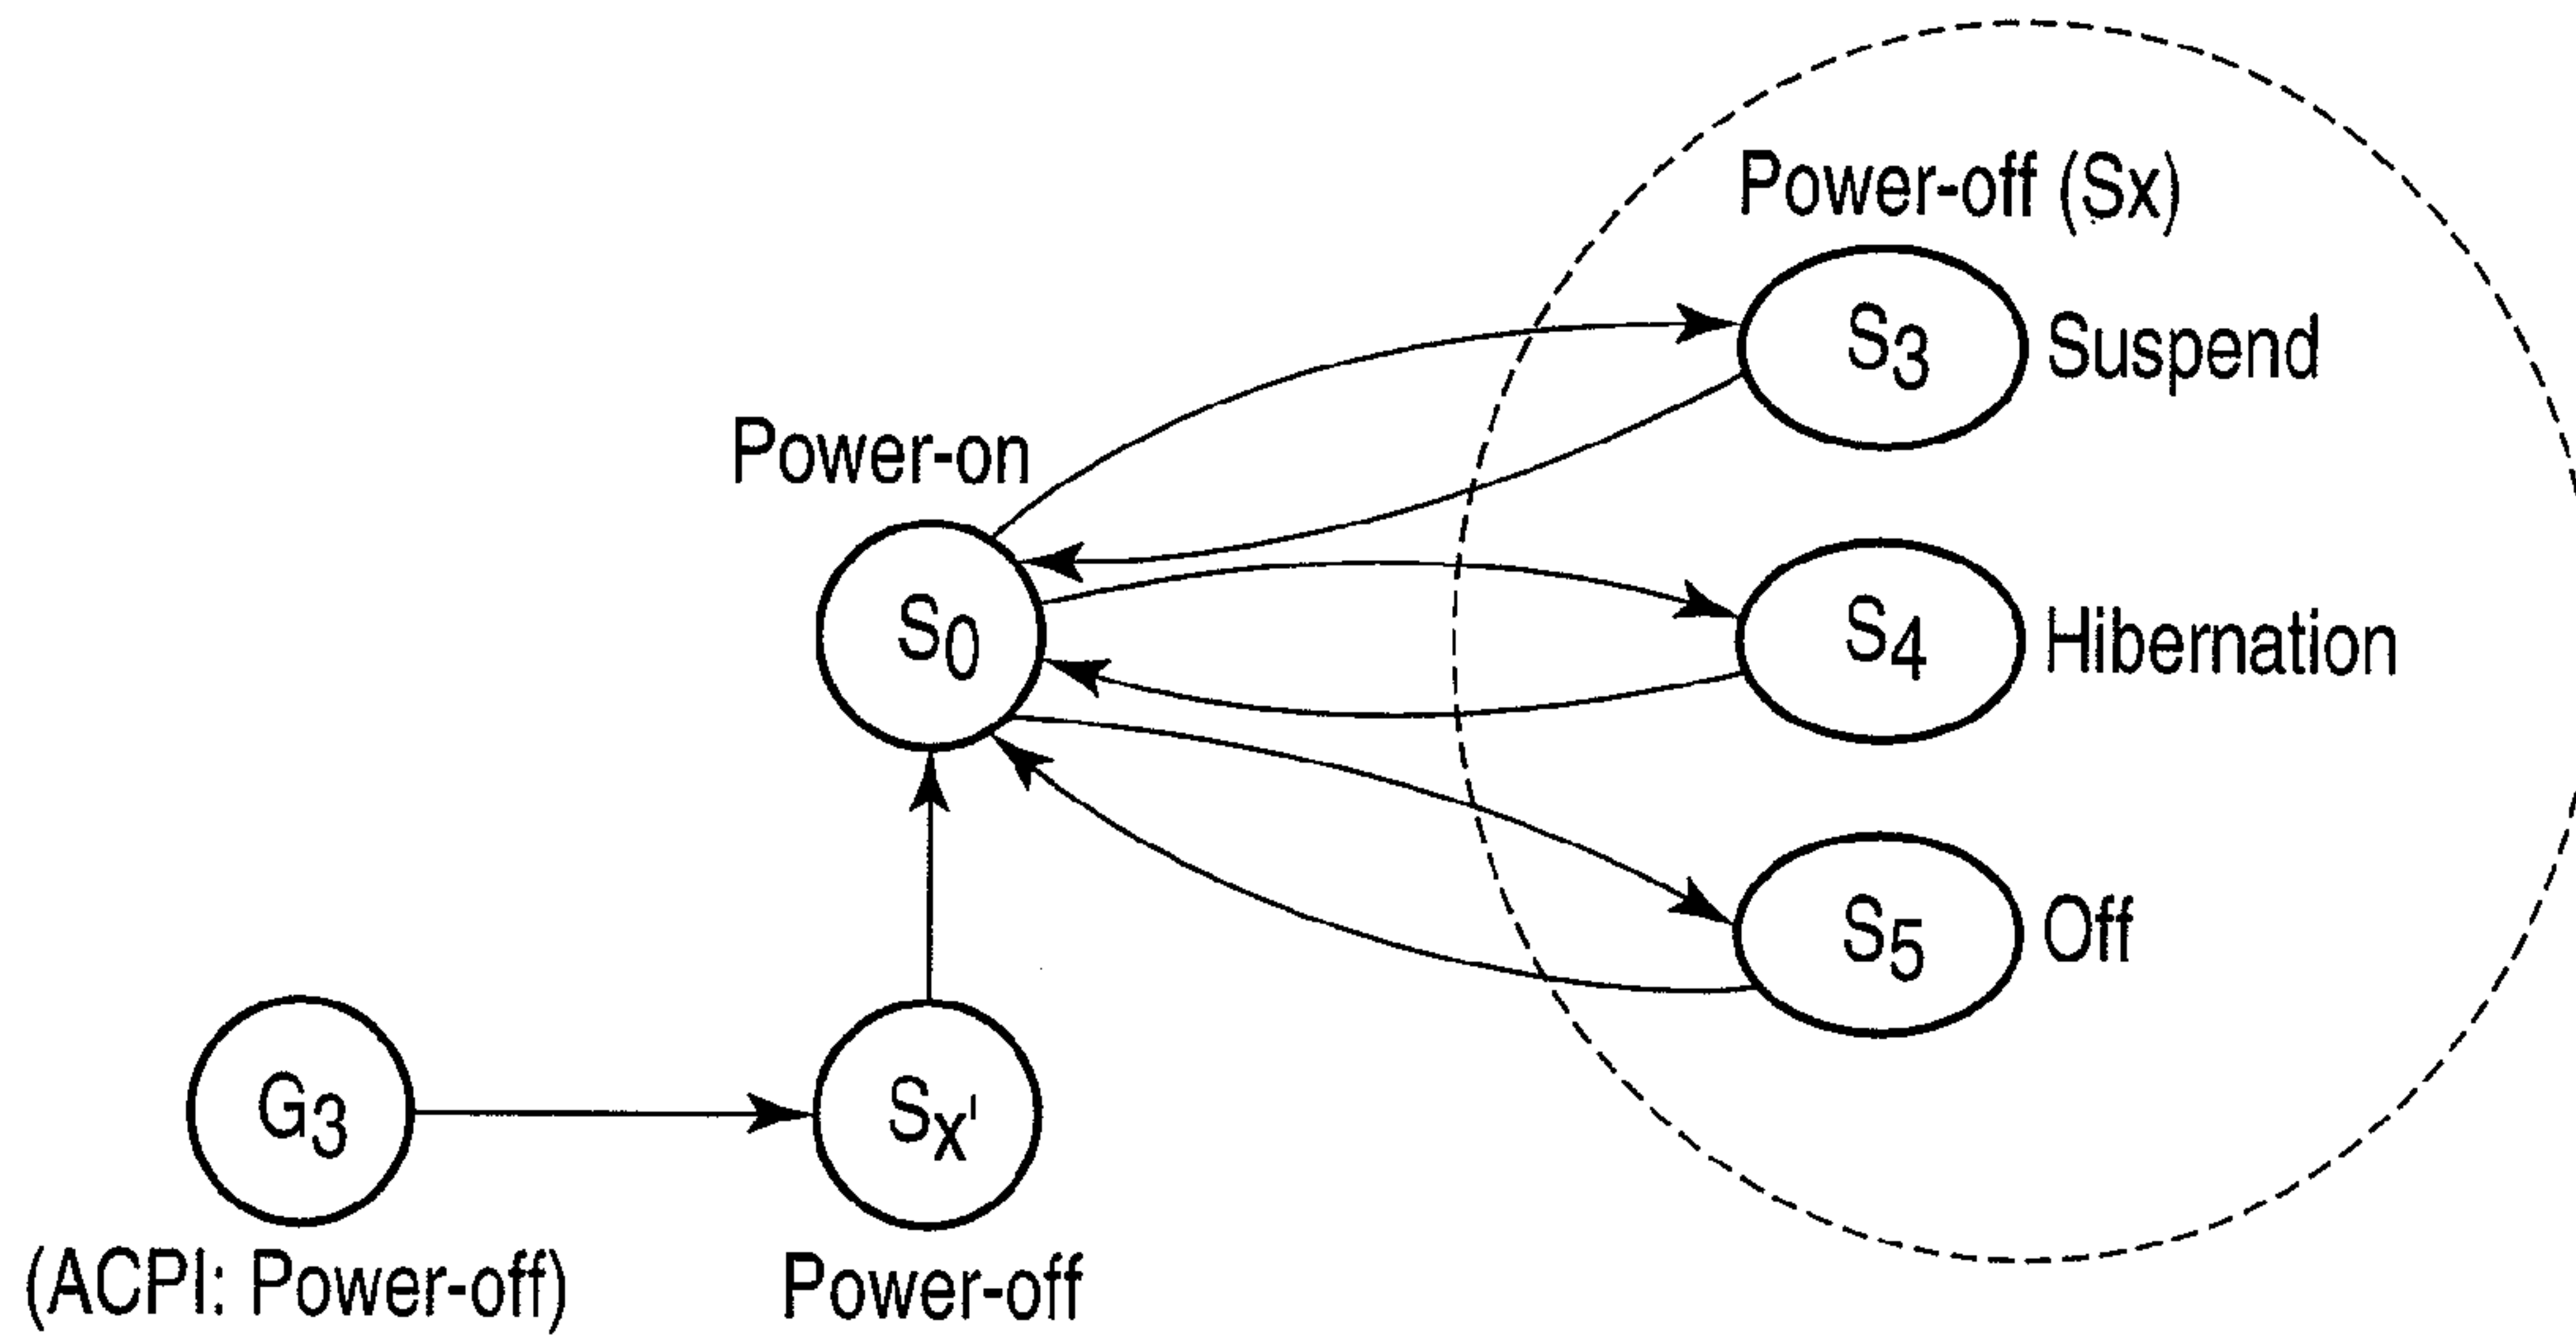 Power-off (Sx)
S3 Suspend
Power-on
S0
S4 Hibernation
S5 Off
G3
Sx'
(ACPI: Power-off)
Power-off